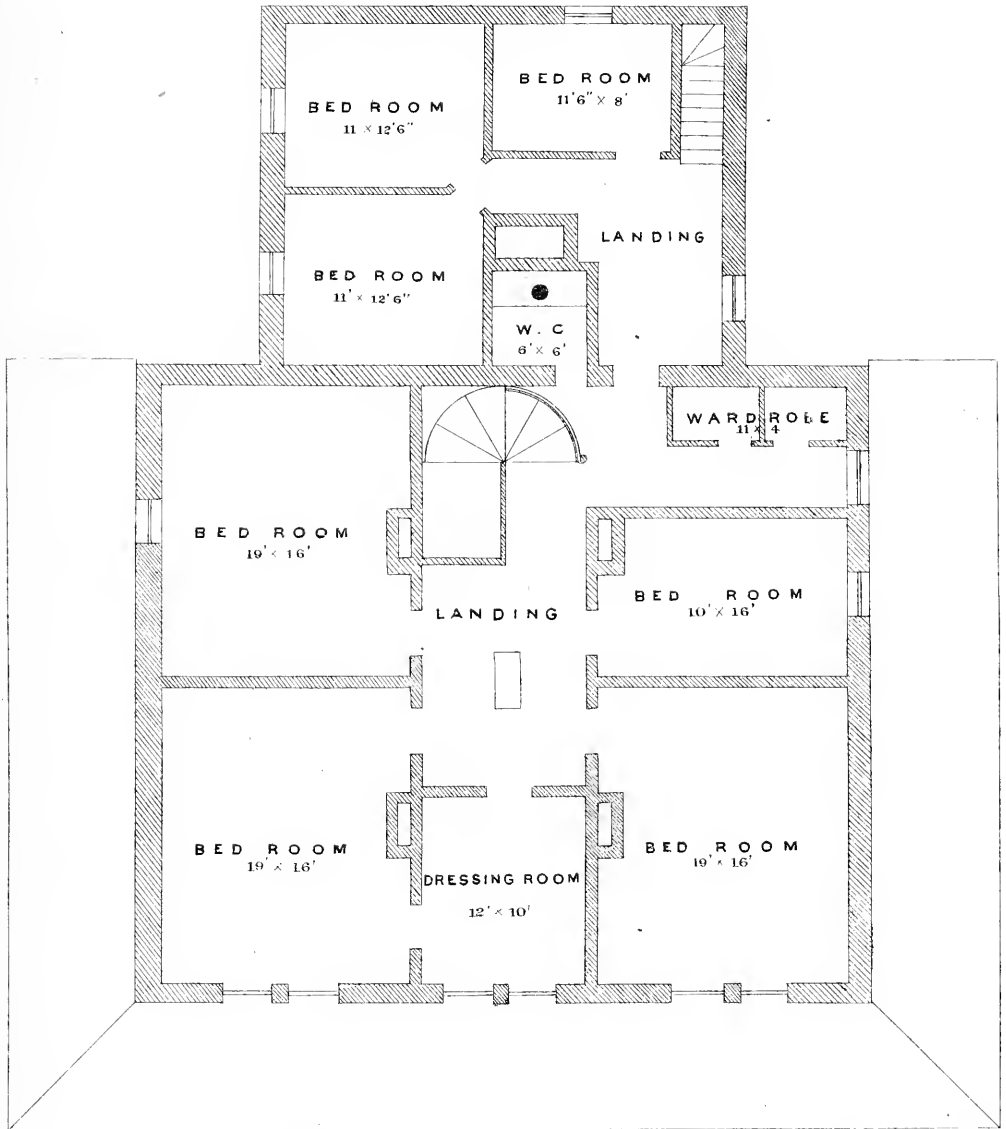 BED ROOM
11 × 12'6"
BED ROOM
11'6" × 8'
LANDING
BED ROOM
11' × 12'6"
W.C
6' × 6'
WARDROBE
11 × 4
BED ROOM
19' × 16'
BED ROOM
10' × 16'
LANDING
BED ROOM
19' × 16'
BED ROOM
19' × 16'
DRESSING ROOM
12' × 10'